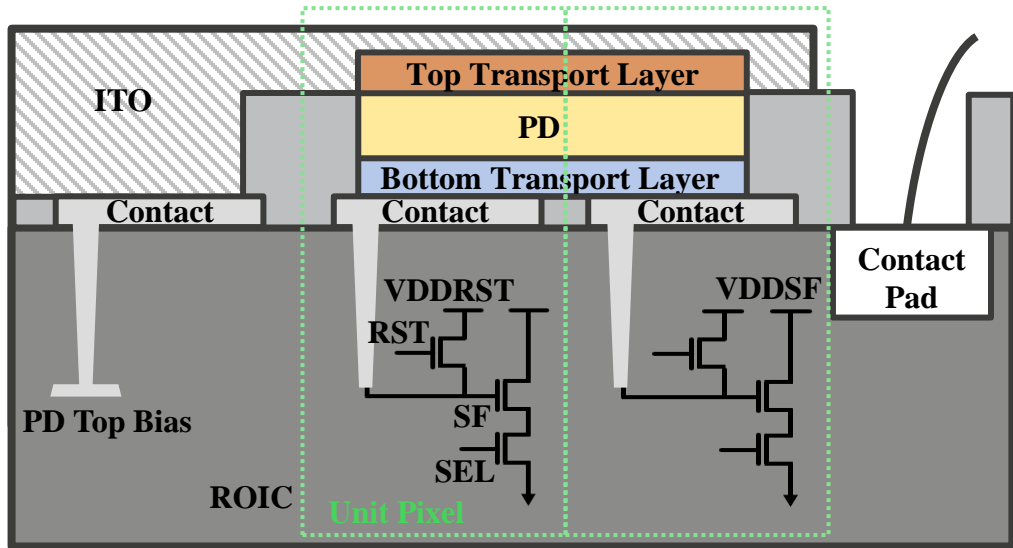 Top Transport Layer
ITO
PD
Bottom Transport Layer
Contact
Contact
Contact
Contact
Pad
VDDRST
VDDSF
RST
SF
PD Top Bias
SEL
ROIC
Unit Pixel